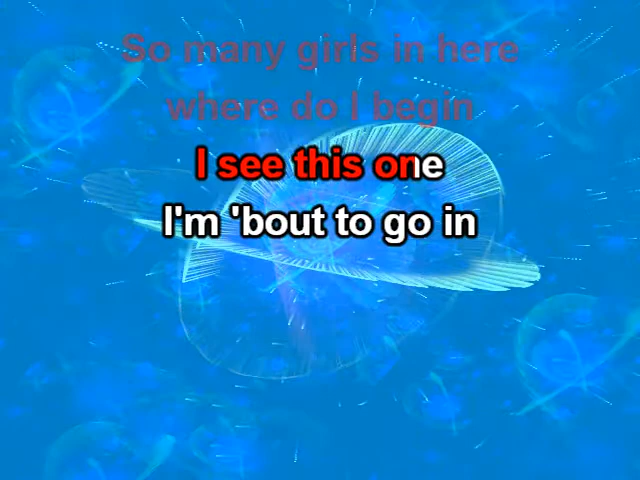 So many girls in here
where do I begin
I see this one
I'm 'bout to go in